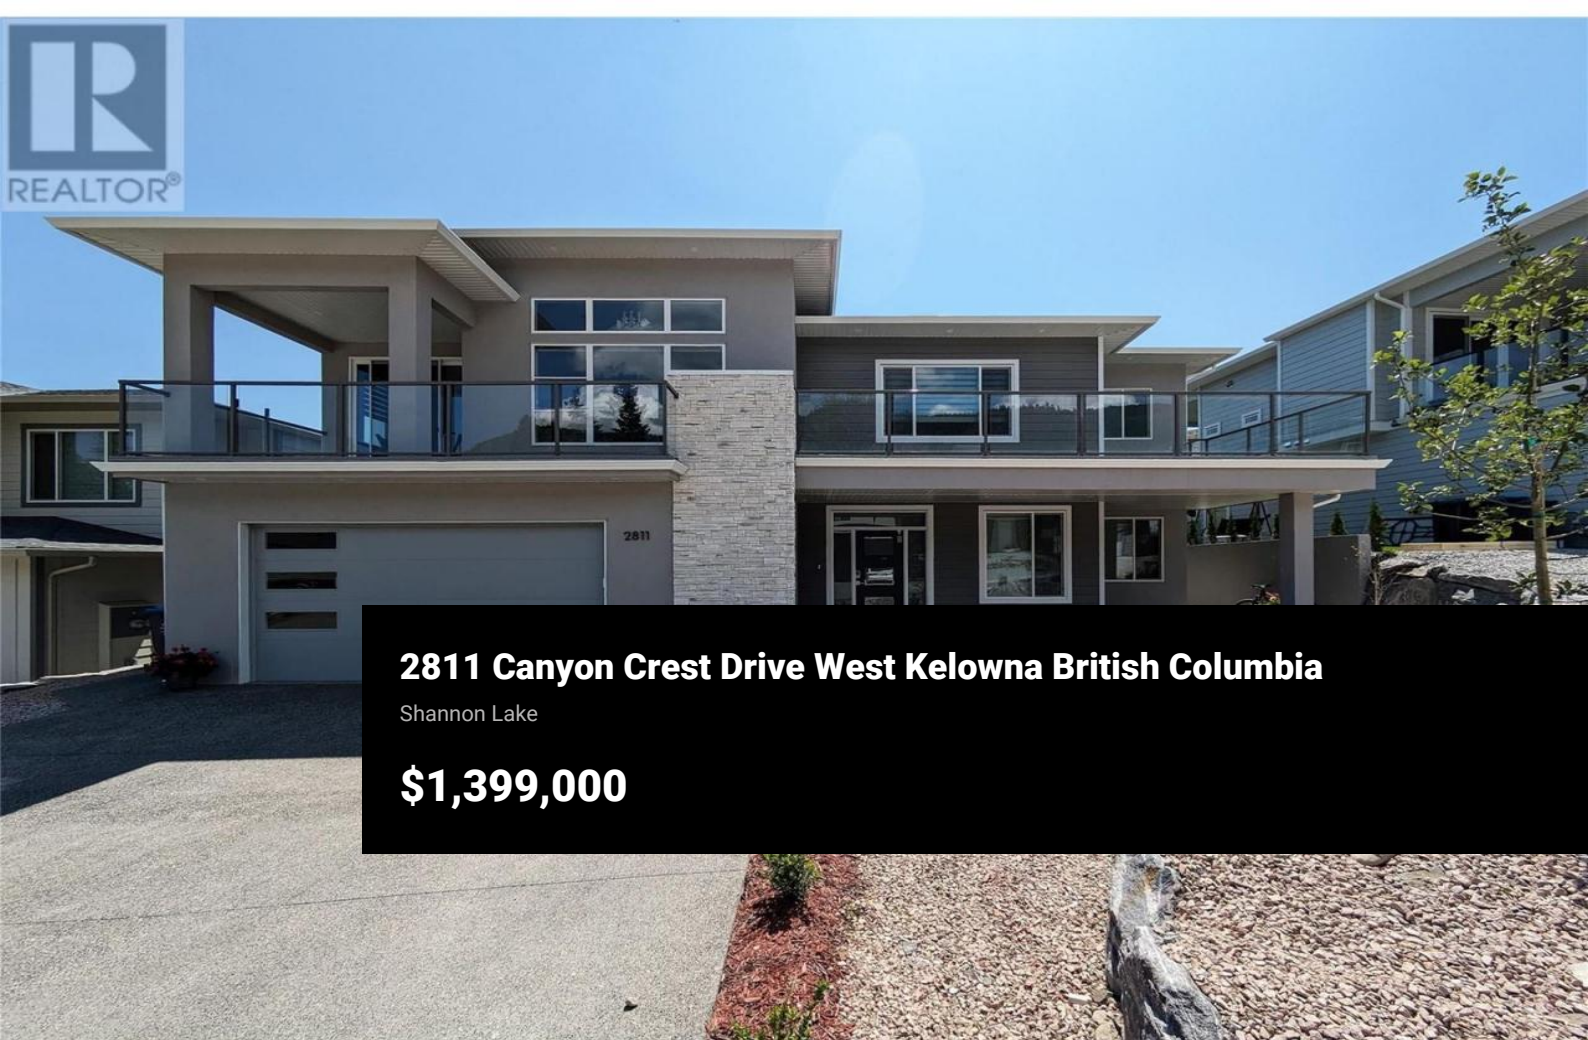 REALTOR®
2811
2811 Canyon Crest Drive West Kelowna British Columbia
Shannon Lake
$1,399,000